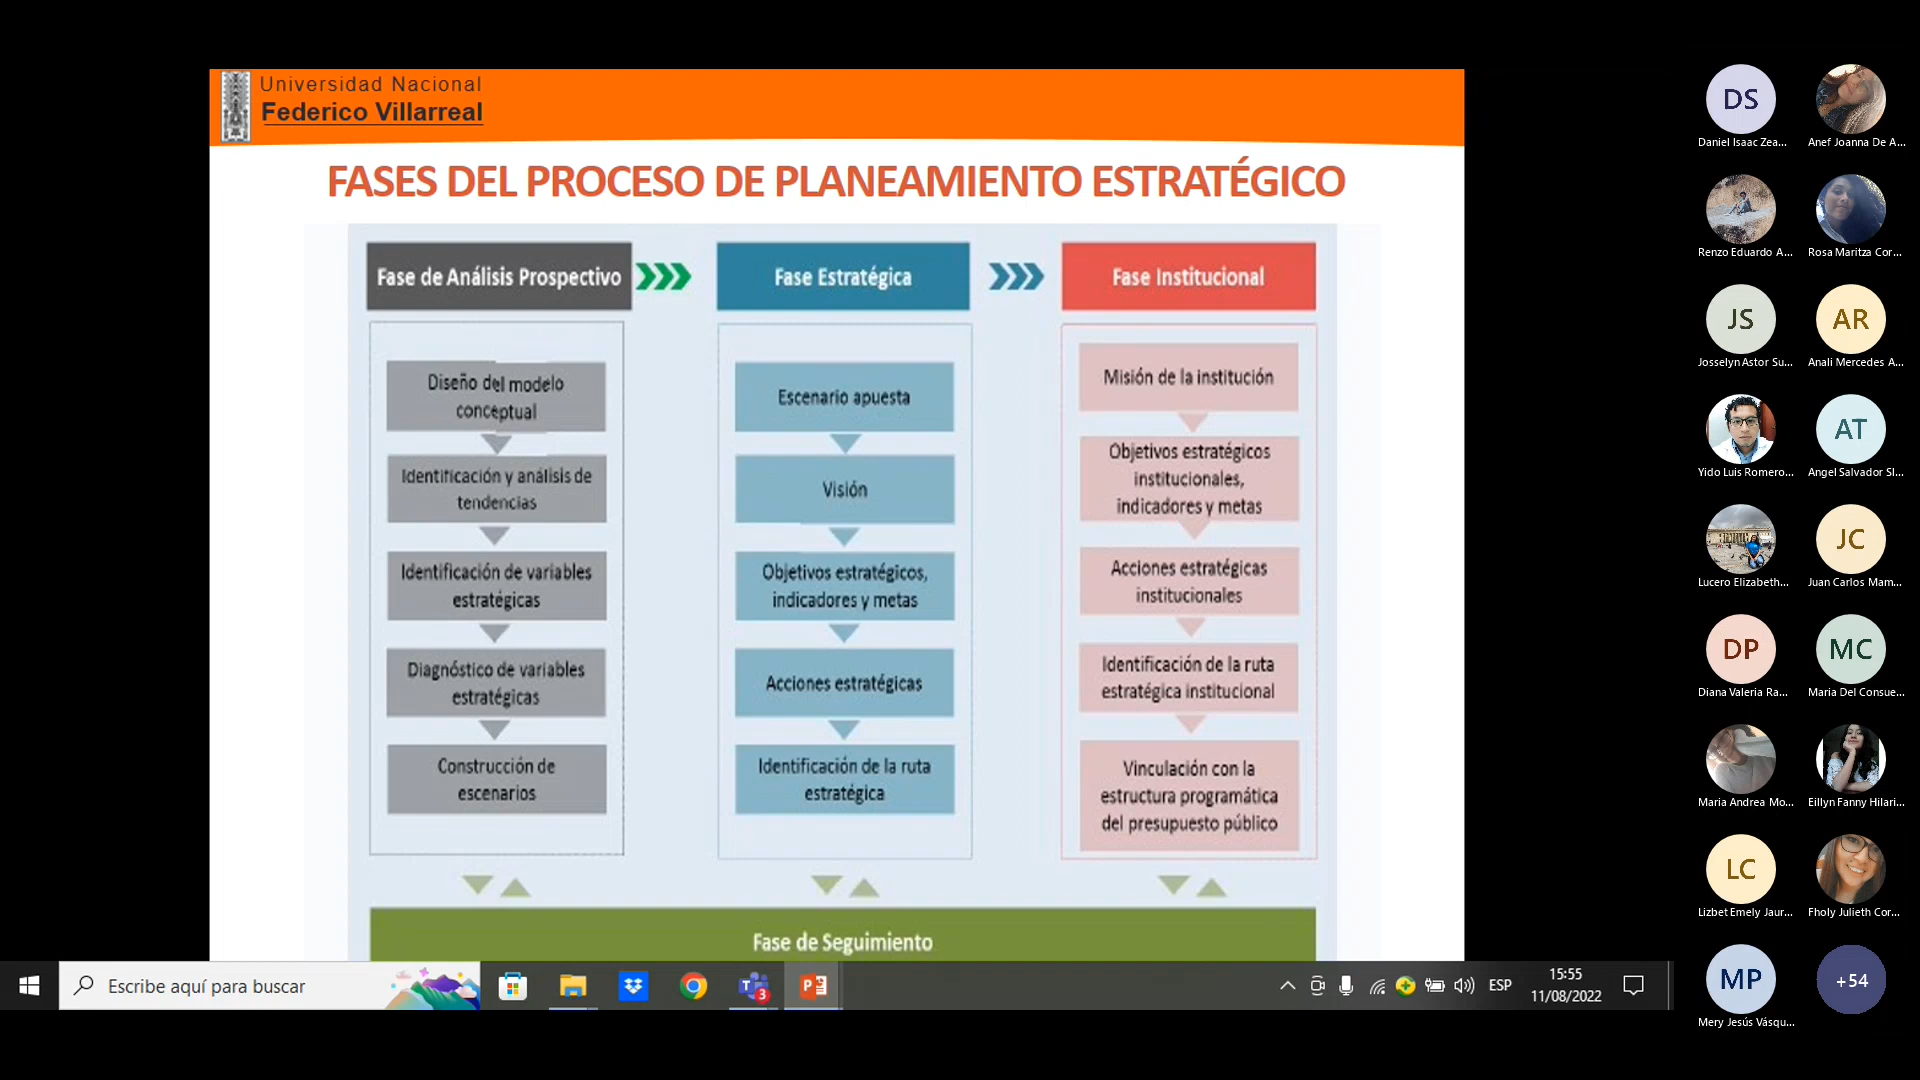 Universidad Nacional
Federico Villarreal
FASES DEL PROCESO DE PLANEAMIENTO ESTRATÉGICO
Fase de Análisis Prospectivo
Diseño del modelo
conceptual
Identificación y análisis de
tendencias
Identificación de variables
estratégicas
Diagnóstico de variables
estratégicas
Construcción de
escenarios
Fase Estratégica
Escenario apuesta
Visión
Objetivos estratégicos,
indicadores y metas
Acciones estratégicas
Identificación de la ruta
estratégica
Fase Institucional
Misión de la institución
Objetivos estratégicos
institucionales,
indicadores y metas
Acciones estratégicas
institucionales
Identificación de la ruta
estratégica institucional
Vinculación con la
estructura programática
del presupuesto público
Fase de Seguimiento
Escribe aquí para buscar
3
ESP
15:55
11/08/2022
DS
Daniel Isaac Zea...
Anef Joanna De A...
Renzo Eduardo A...
Rosa Maritza Cor...
JS
Josselyn Astor Su...
AR
Anali Mercedes A...
Yido Luis Romero...
AT
Angel Salvador SI...
Lucero Elizabeth...
JC
Juan Carlos Mam...
DP
Diana Valeria Ra...
MC
Maria Del Consue...
Maria Andrea Mo...
Eillyn Fanny Hilari...
LC
Lizbet Emely Jaur...
Fholy Julieth Cor...
MP
Mery Jesús Vásqu...
+54